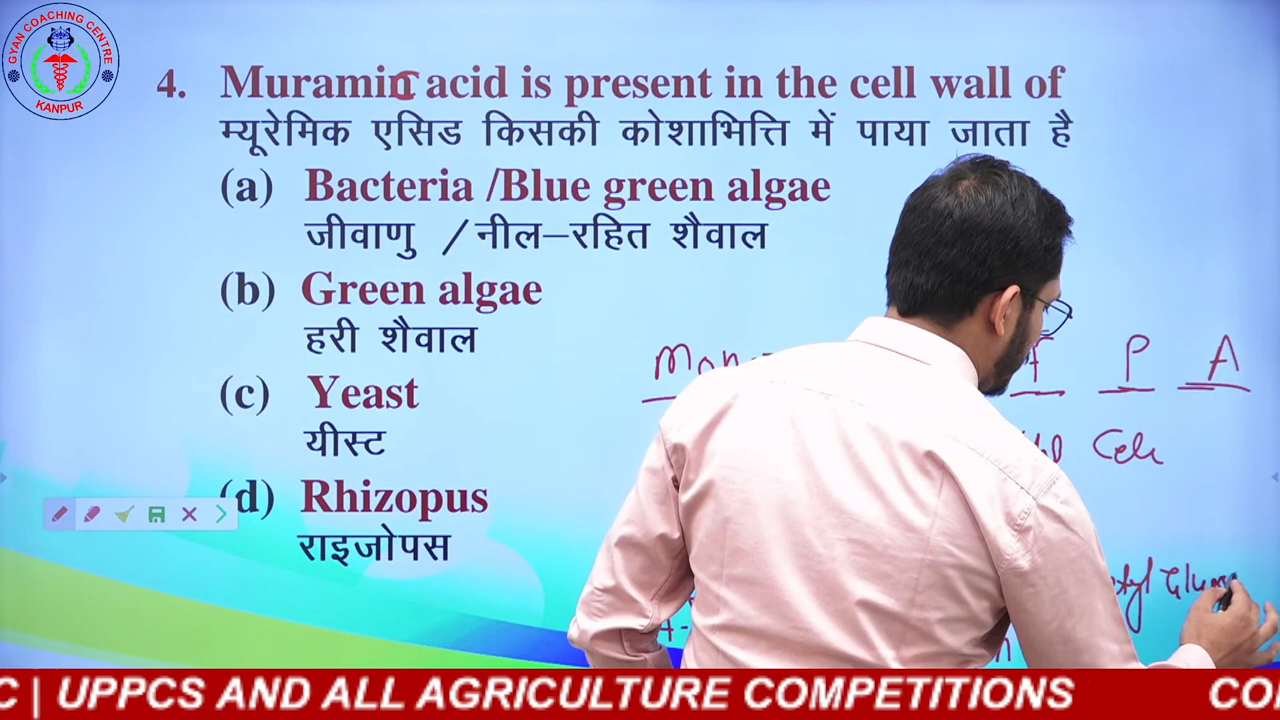 GYAN COACHING CENTRE
KANPUR
4. Muramic acid is present in the cell wall of
म्यूरेमिक एसिड किसकी कोशाभित्ति में पाया जाता है
(a) Bacteria /Blue green algae
जीवाणु / नील–रहित शैवाल
(b) Green algae
हरी शैवाल
P A
(c) Yeast
यीस्ट
(d) Rhizopus
राइजोपस
C | UPPCS AND ALL AGRICULTURE COMPETITIONS